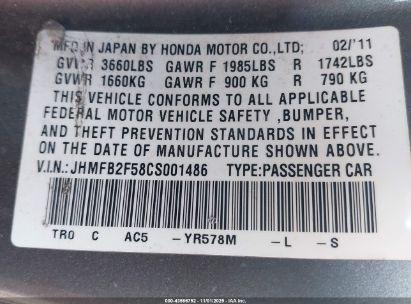 MFD IN JAPAN BY HONDA MOTOR CO.,LTD; 02/'11
GVWR 3660LBS GAWR F 1985LBS R 1742LBS
GVWR 1660KG GAWR F 900 KG R 790 KG
THIS VEHICLE CONFORMS TO ALL APPLICABLE
FEDERAL MOTOR VEHICLE SAFETY ,BUMPER,
AND THEFT PREVENTION STANDARDS IN EFFECT
ON THE DATE OF MANUFACTURE SHOWN ABOVE.
V.I.N.: JHMFB2F58CS001486 TYPE:PASSENGER CAR
TR0 C AC5 -YR578M -L -S